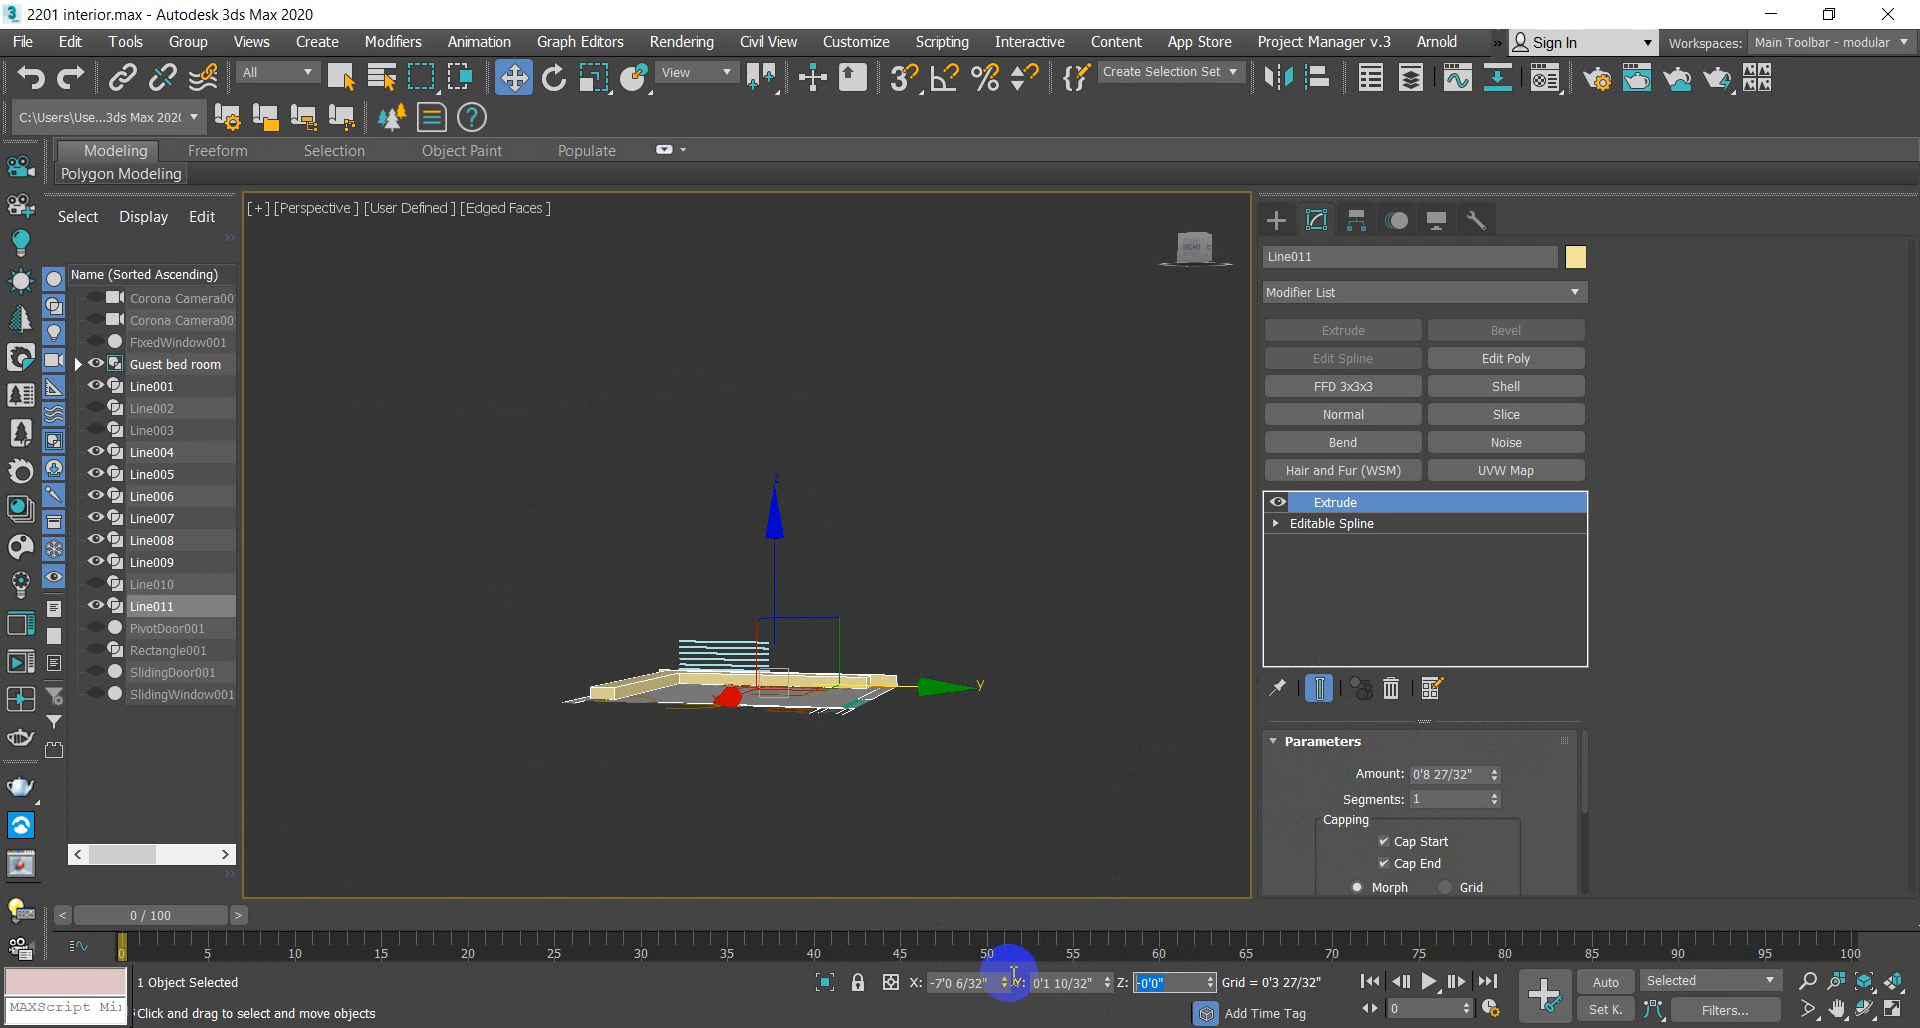 2201 interior.max - Autodesk 3ds Max 2020
File Edit Tools Group Views Create Modifiers Animation Graph Editors Rendering Civil View Customize Scripting Interactive Content App Store Project Manager v.3 Arnold » Sign In Workspaces: Main Toolbar - modular
All View Create Selection Set
C:\Users\Use...3ds Max 202(
Modeling Freeform Selection Object Paint Populate
Polygon Modeling
Select Display Edit
[+] [Perspective] [User Defined] [Edged Faces]
RIGHT
Name (Sorted Ascending)
Corona Camera00
Corona Camera00
FixedWindow001
Guest bed room
Line001
Line002
Line003
Line004
Line005
Line006
Line007
Line008
Line009
Line010
Line011
PivotDoor001
Rectangle001
SlidingDoor001
SlidingWindow001
z
y
Line011
Modifier List
Extrude Bevel
Edit Spline Edit Poly
FFD 3x3x3 Shell
Normal Slice
Bend Noise
Hair and Fur (WSM) UVW Map
Extrude
Editable Spline
Parameters
Amount: 0'8 27/32"
Segments: 1
Capping
Cap Start
Cap End
Morph Grid
< 0 / 100 >
0 5 10 15 20 25 30 35 40 45 50 55 60 65 70 75 80 85 90 95 100
1 Object Selected X: -7'0 6/32" Y: 0'1 10/32" Z: -0'0" Grid = 0'3 27/32" Auto Selected
MAXScript Mi Click and drag to select and move objects Add Time Tag 0 Set K. Filters...